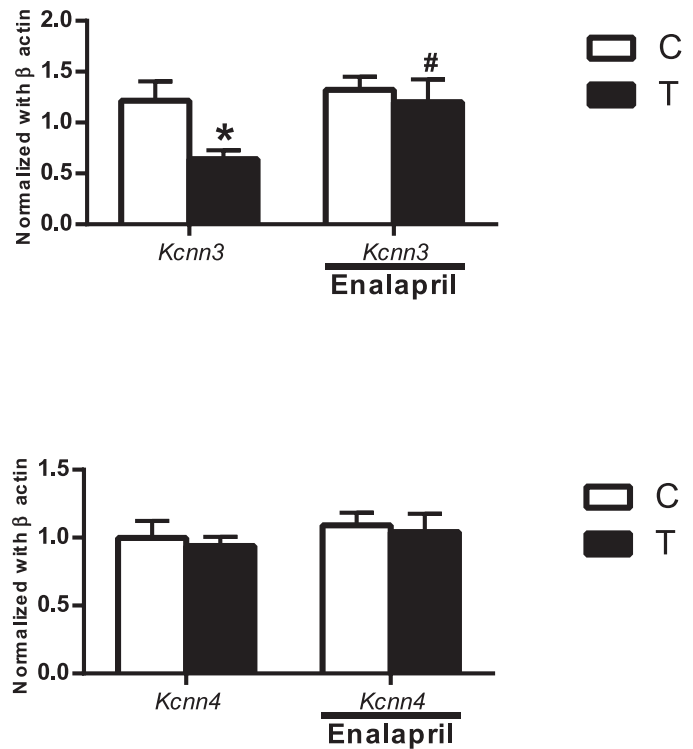 Normalized with β actin
2.0
1.5
1.0
0.5
0.0
*
#
Kcnn3
Kcnn3
Enalapril
C
T
Normalized with β actin
1.5
1.0
0.5
0.0
Kcnn4
Kcnn4
Enalapril
C
T